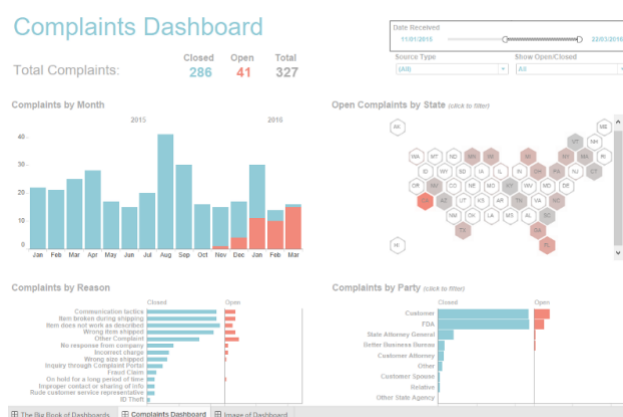 Complaints Dashboard
Date Received
11/01/2015
22/03/2016
Source Type
Show Open/Closed
(All)
All
Closed Open Total
Total Complaints: 286 41 327
Complaints by Month
2015 2016
40
30
20
10
0
Jan Feb Mar Apr May Jun Jul Aug Sep Oct Nov Dec Jan Feb Mar
Open Complaints by State (click to filter)
AK ME
VT NH
WA MT ND MN WI MI NY MA RI
ID WY SD IA IL IN OH PA NJ CT
OR NV CO NE MO KY WV MD DE
CA AZ UT KS AR TN VA NC
NM OK LA MS AL SC
TX GA
HI FL
Complaints by Reason
Closed Open
Communication tactics
Item broken during shipping
Item does not work as described
Wrong item shipped
Other Complaint
No response from company
Incorrect charge
Wrong size shipped
Inquiry through Complaint Portal
Fraud Claim
On hold for a long period of time
Improper contact or sharing of info
Rude customer service representative
ID Theft
Complaints by Party (click to filter)
Closed Open
Customer
FDA
State Attorney General
Better Business Bureau
Customer Attorney
Other
Customer Spouse
Relative
Other State Agency
The Big Book of Dashboards Complaints Dashboard Image of Dashboard